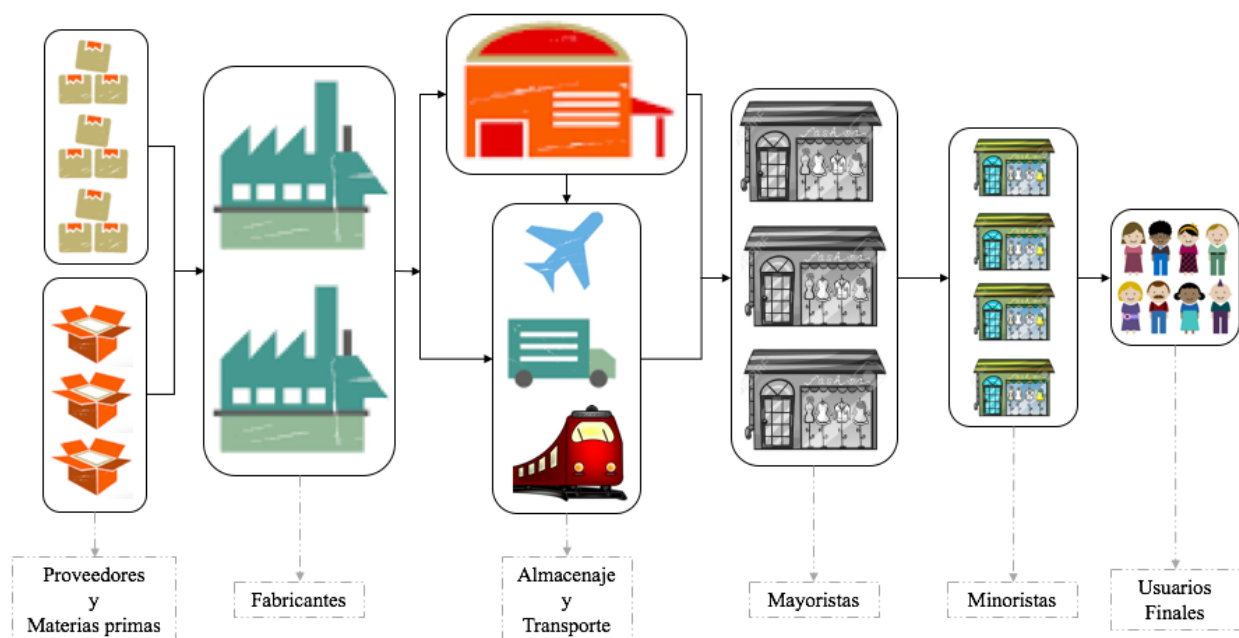 Proveedores
y
Materias primas
Fabricantes
Almacenaje
y
Transporte
Mayoristas
Minoristas
Usuarios
Finales